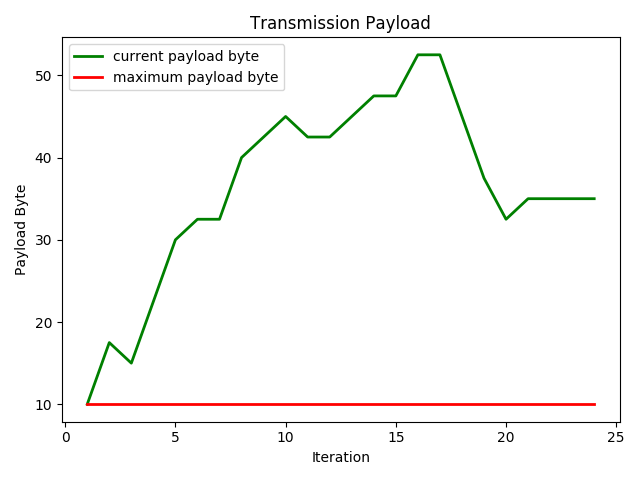 Transmission Payload
current payload byte
maximum payload byte
50
40
30
20
10
Payload Byte
0
5
10
15
20
25
Iteration